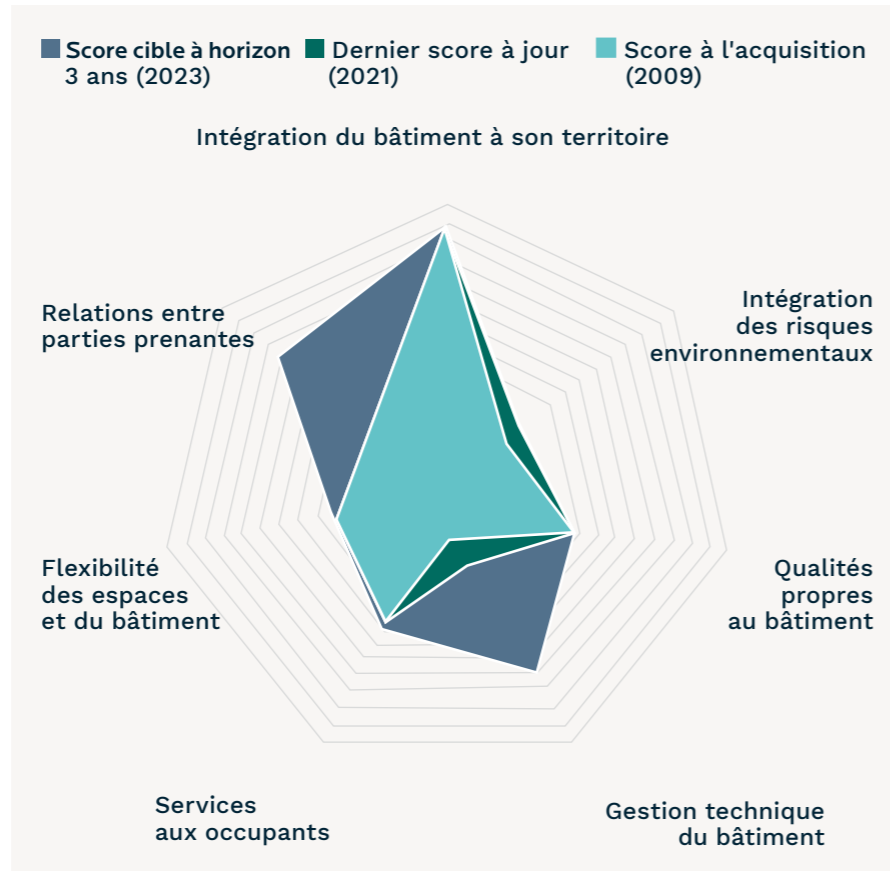 Score cible à horizon
3 ans (2023)
Dernier score à jour
(2021)
Score à l'acquisition
(2009)
Intégration du bâtiment à son territoire
Relations entre
parties prenantes
Intégration
des risques
environnementaux
Flexibilité
des espaces
et du bâtiment
Qualités
propres
au bâtiment
Services
aux occupants
Gestion technique
du bâtiment